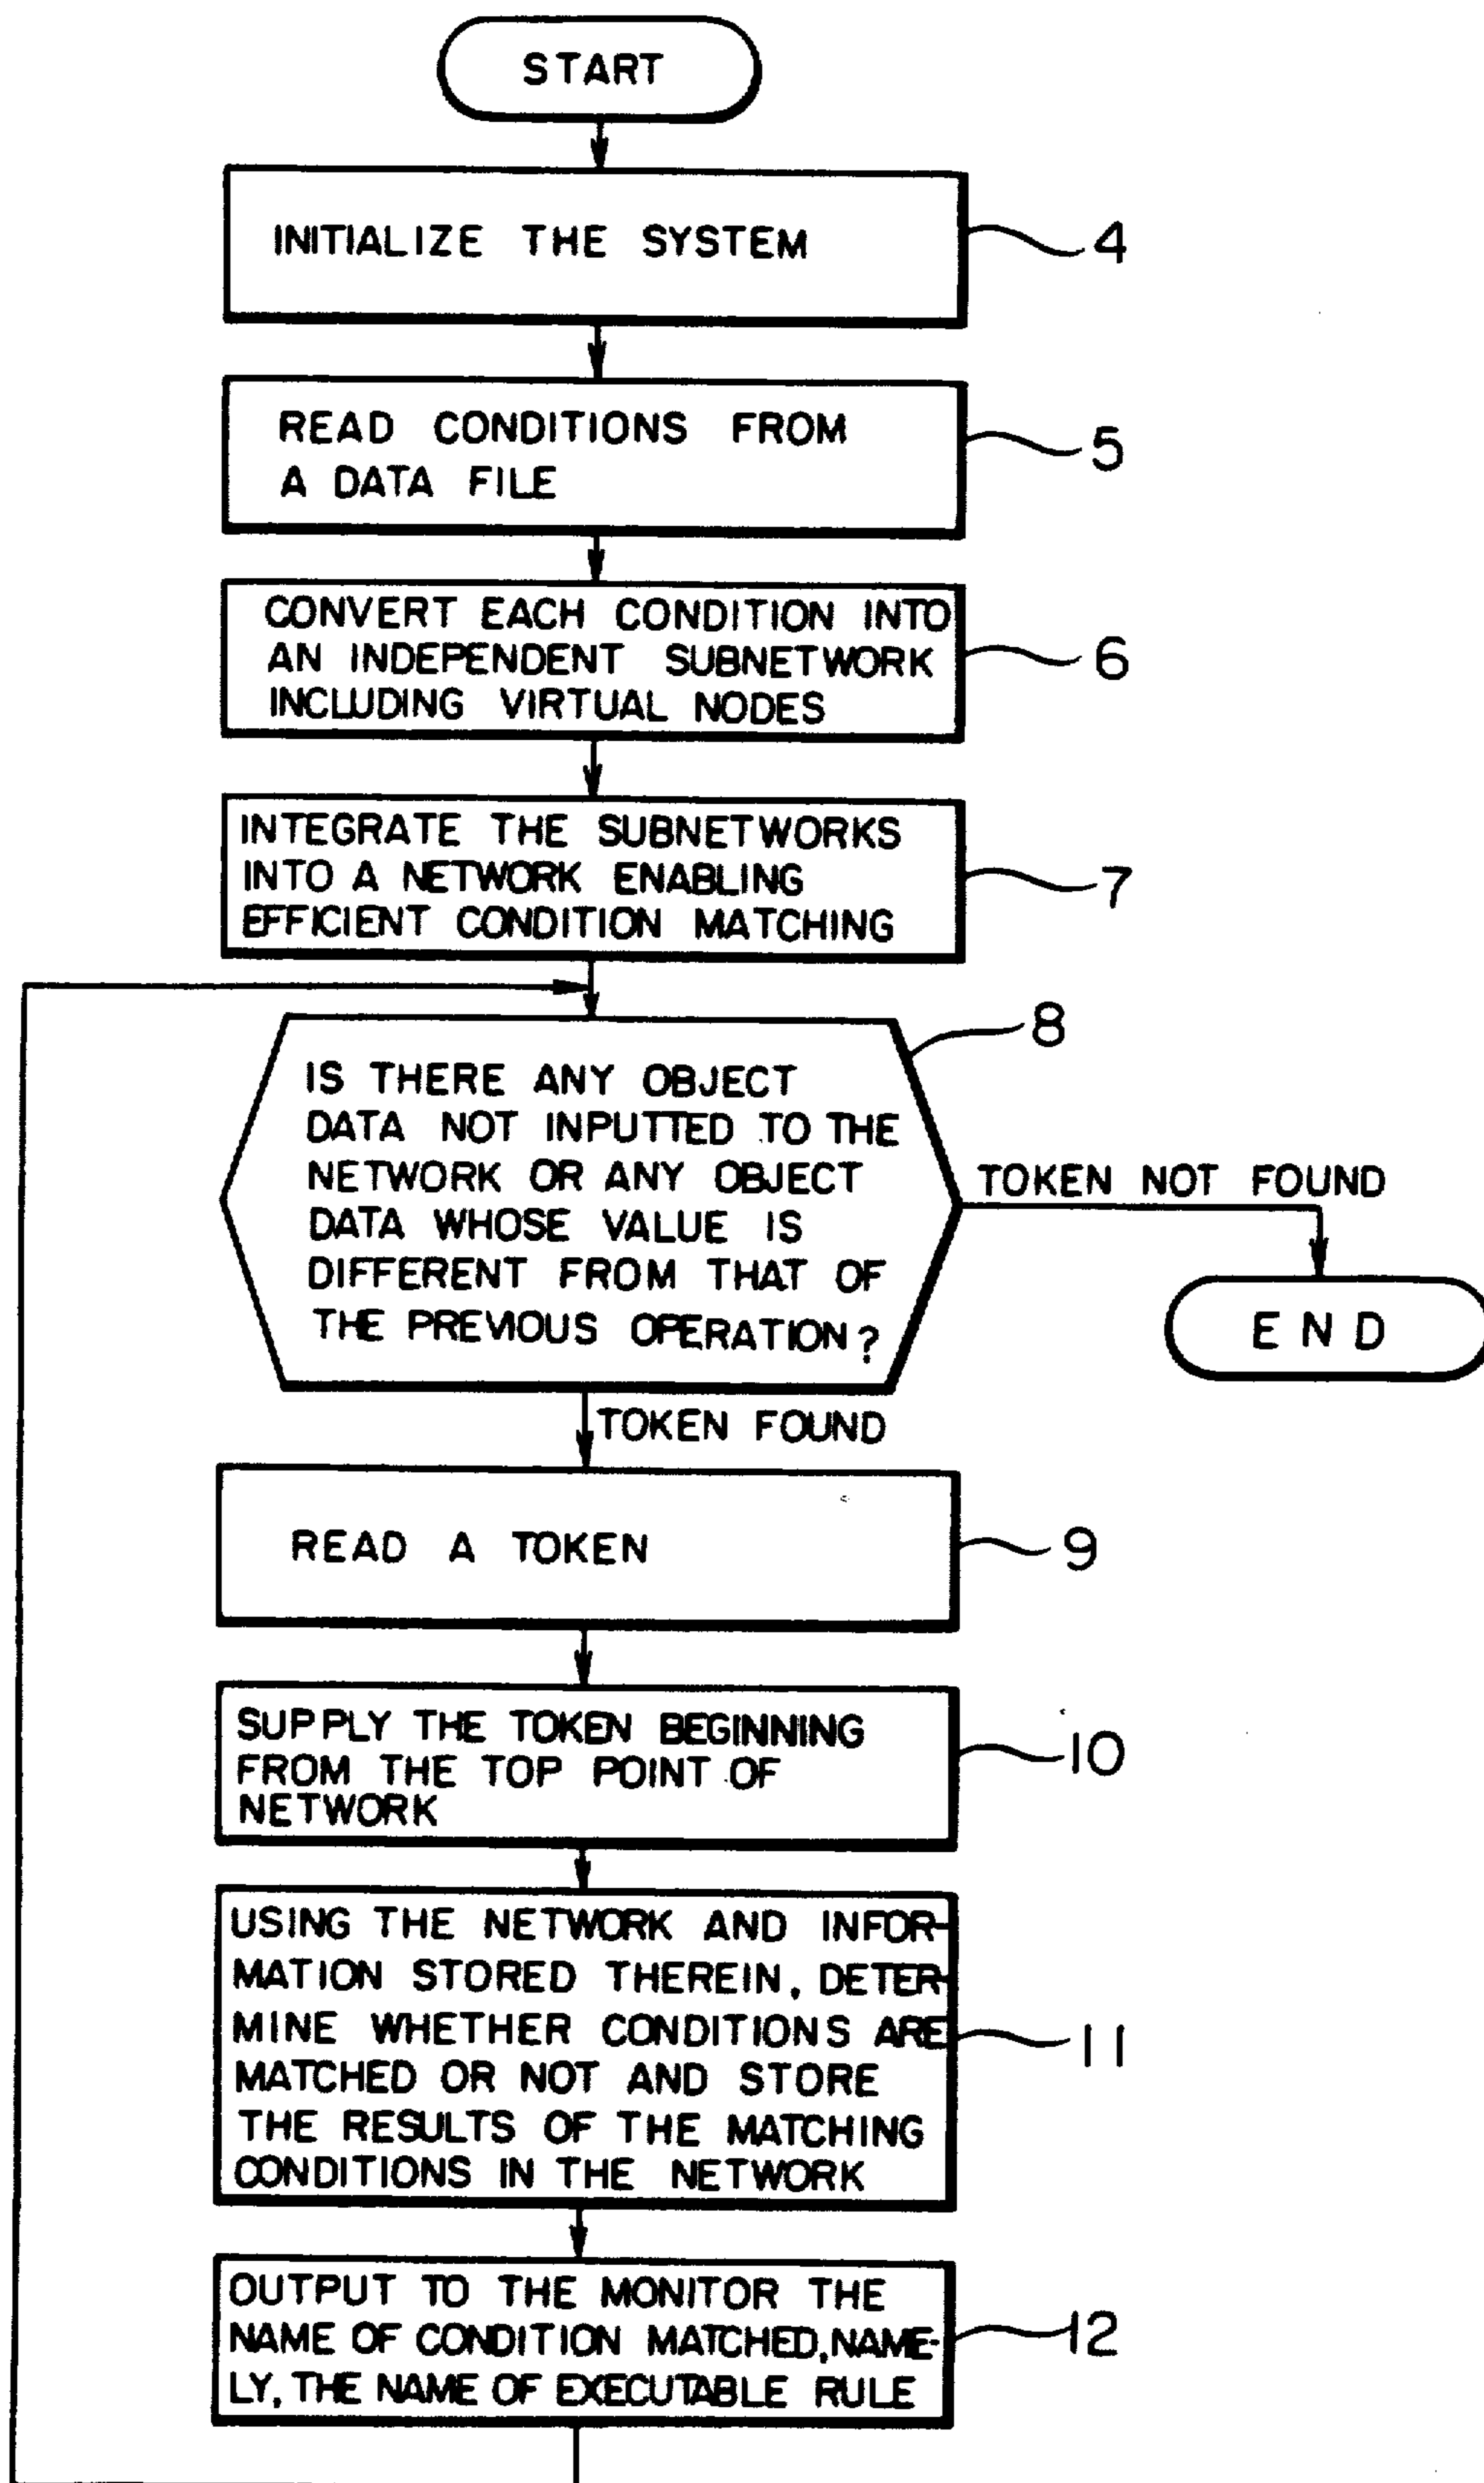 START
INITIALIZE THE SYSTEM
4
READ CONDITIONS FROM
A DATA FILE
5
CONVERT EACH CONDITION INTO
AN INDEPENDENT SUBNETWORK
INCLUDING VIRTUAL NODES
6
INTEGRATE THE SUBNETWORKS
INTO A NETWORK ENABLING
EFFICIENT CONDITION MATCHING
7
8
IS THERE ANY OBJECT
DATA NOT INPUTTED TO THE
NETWORK OR ANY OBJECT
DATA WHOSE VALUE IS
DIFFERENT FROM THAT OF
THE PREVIOUS OPERATION?
TOKEN NOT FOUND
END
TOKEN FOUND
READ A TOKEN
9
SUPPLY THE TOKEN BEGINNING
FROM THE TOP POINT OF
NETWORK
10
USING THE NETWORK AND INFOR-
MATION STORED THEREIN, DETER-
MINE WHETHER CONDITIONS ARE
MATCHED OR NOT AND STORE
THE RESULTS OF THE MATCHING
CONDITIONS IN THE NETWORK
11
OUTPUT TO THE MONITOR THE
NAME OF CONDITION MATCHED, NAME-
LY, THE NAME OF EXECUTABLE RULE
12